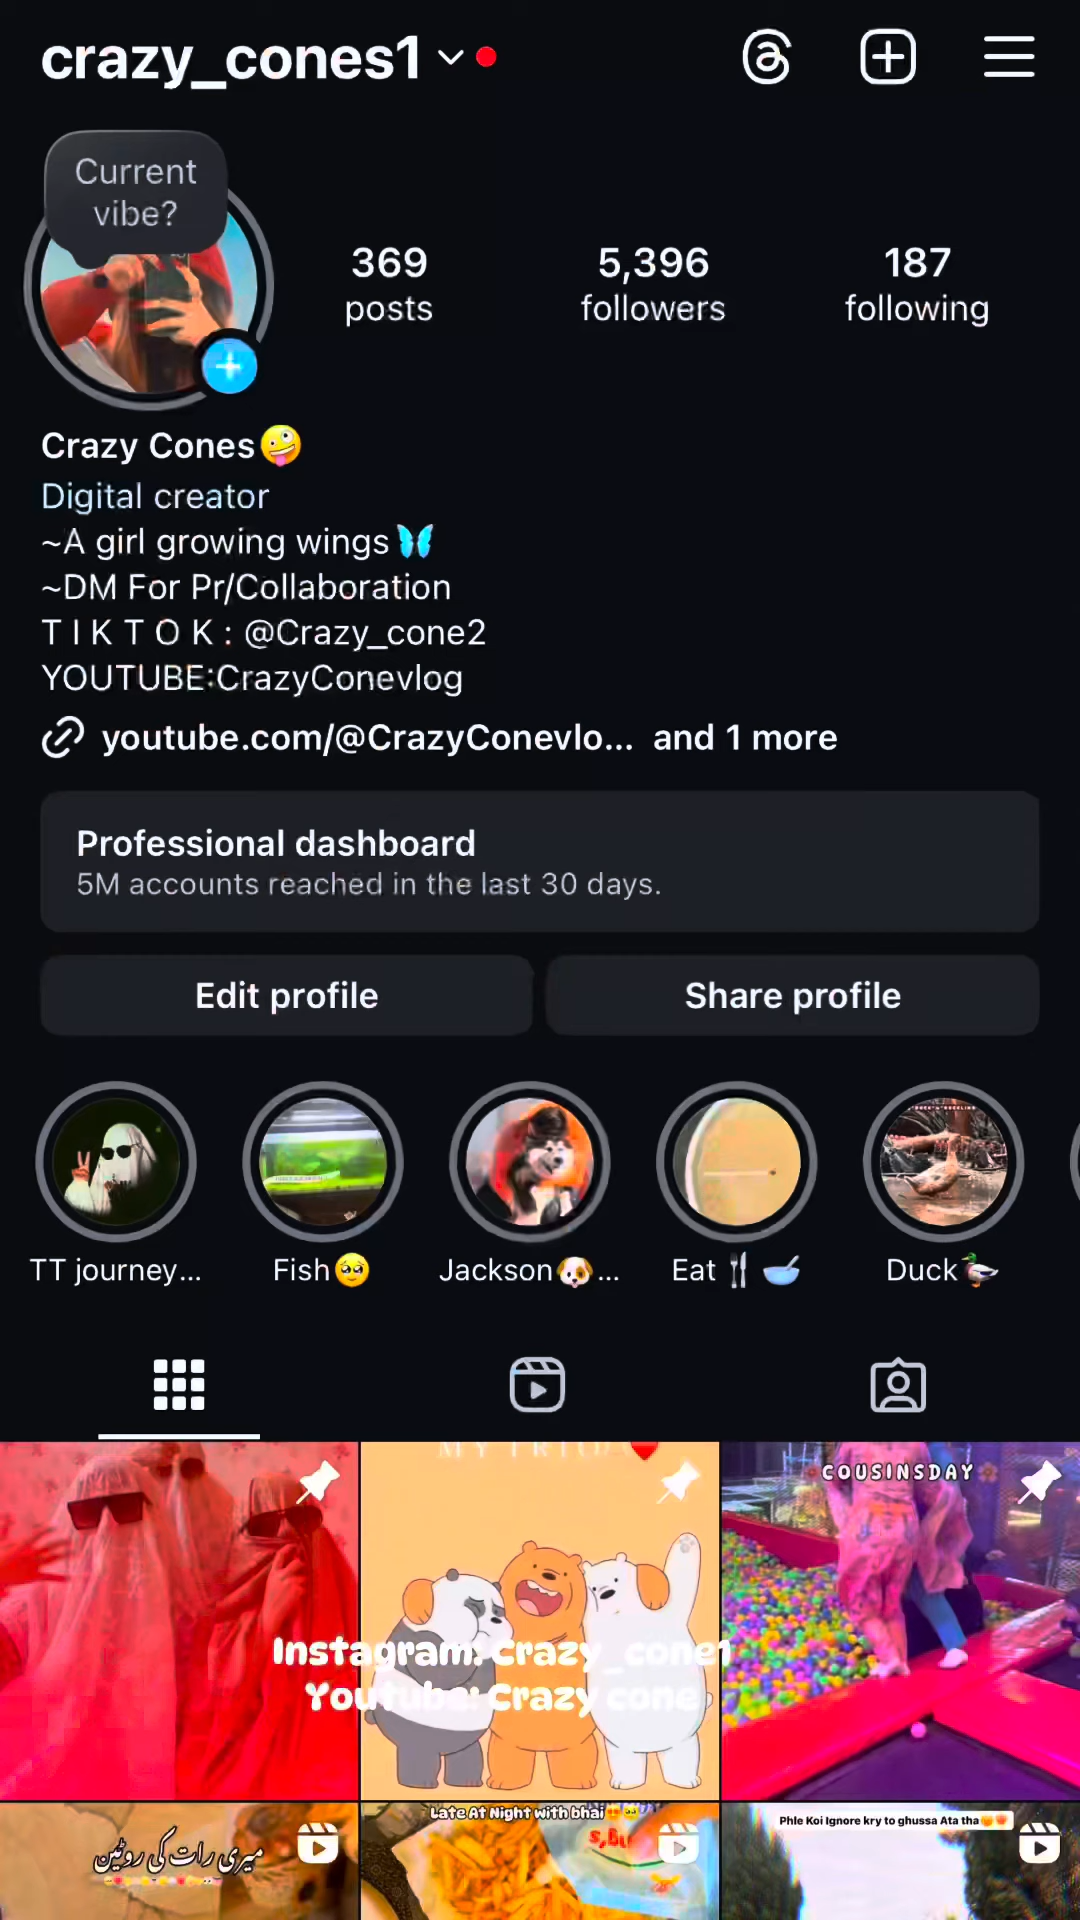 crazy_cones1
Current
vibe?
369
posts
5,396
followers
187
following
Crazy Cones🤪
Digital creator
~A girl growing wings🦋
~DM For Pr/Collaboration
T I K T O K : @Crazy_cone2
YOUTUBE:CrazyConevlog
youtube.com/@CrazyConevlo... and 1 more
Professional dashboard
5M accounts reached in the last 30 days.
Edit profile
Share profile
TT journey...
Fish🥹
Jackson🐶...
Eat🍴🥣
Duck🦆
COUSINSDAY
Instagram: Crazy_cone1
Youtube: Crazy cone
میری رات کی روٹین
Late At Night with bhai😍🥺
Phle Koi Ignore kry to ghussa Ata tha